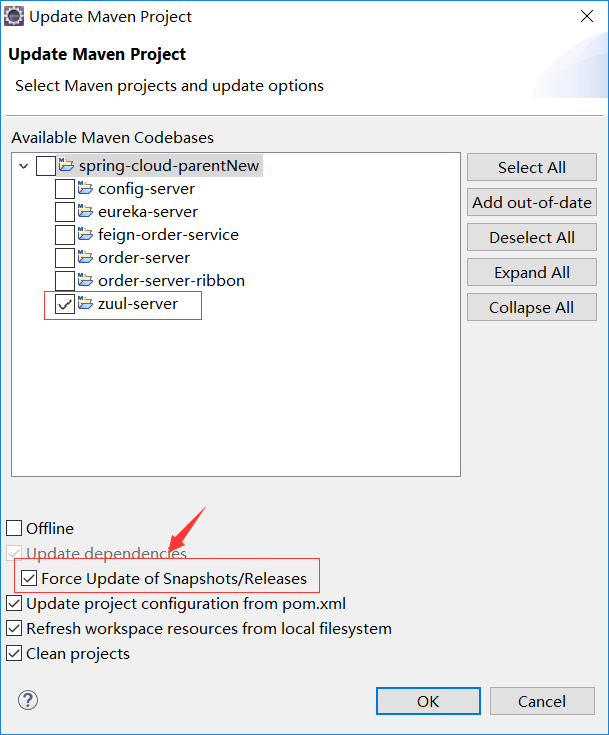 Update Maven Project
Update Maven Project
Select Maven projects and update options
Available Maven Codebases
spring-cloud-parentNew
config-server
eureka-server
feign-order-service
order-server
order-server-ribbon
zuul-server
Select All
Add out-of-date
Deselect All
Expand All
Collapse All
Offline
Update dependencies
Force Update of Snapshots/Releases
Update project configuration from pom.xml
Refresh workspace resources from local filesystem
Clean projects
?
OK
Cancel